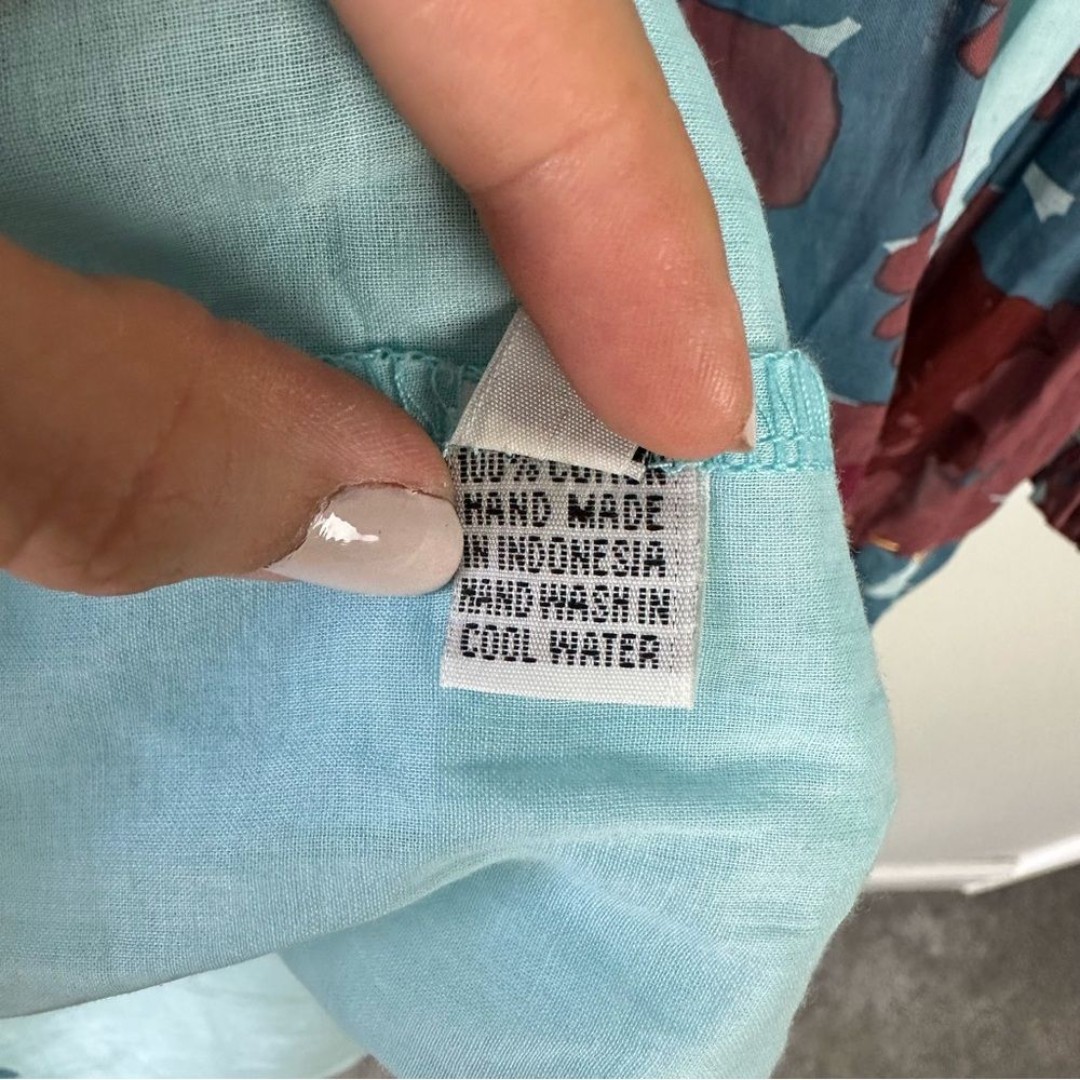 100% COTTON
HAND MADE
IN INDONESIA
HAND WASH IN
COOL WATER